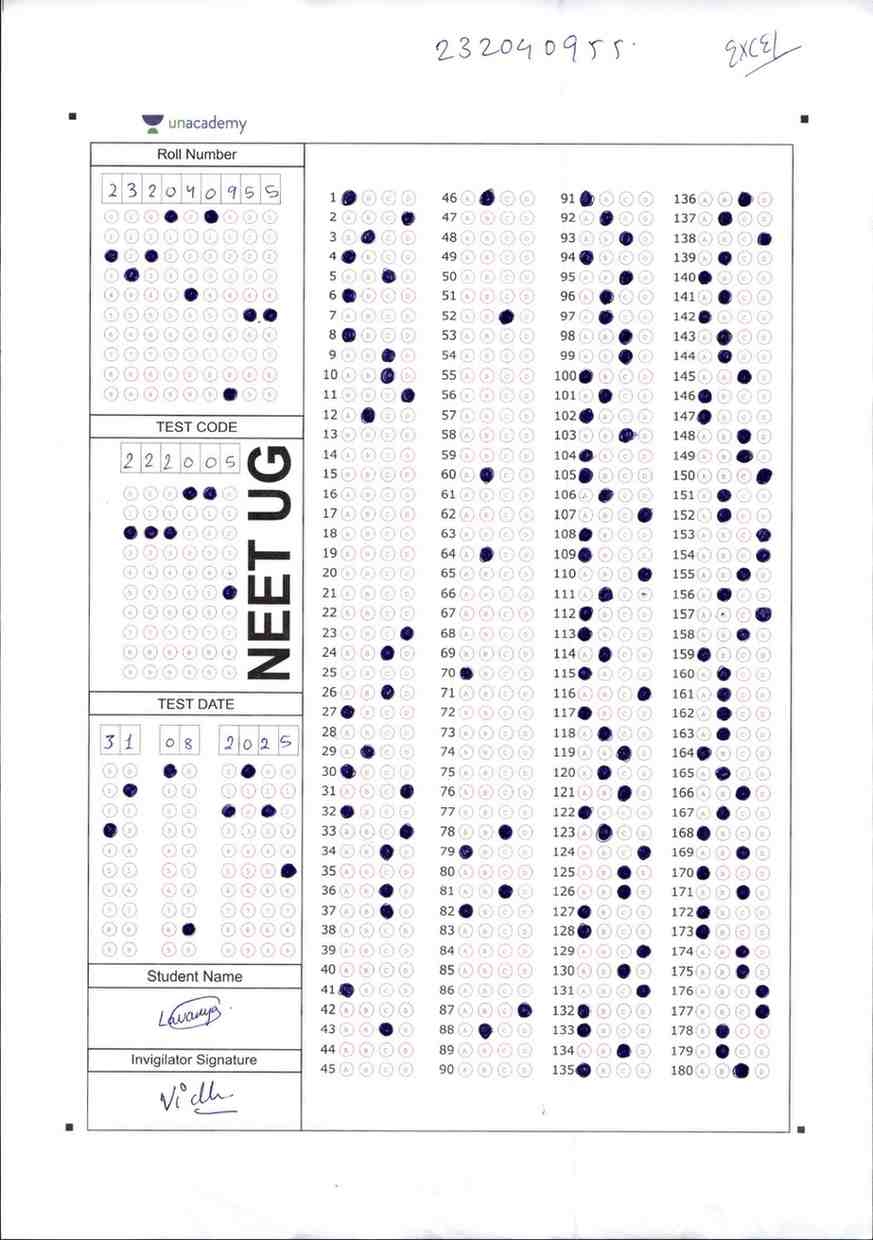 232040955.
EXCEL
unacademy
Roll Number
2 3 2 0 4 0 9 5 5
TEST CODE
2 2 2 0 0 5
NEET UG
TEST DATE
3 1 0 8 2 0 2 5
Student Name
Lavanya
Invigilator Signature
Vidh
1 46 91 136
2 47 92 137
3 48 93 138
4 49 94 139
5 50 95 140
6 51 96 141
7 52 97 142
8 53 98 143
9 54 99 144
10 55 100 145
11 56 101 146
12 57 102 147
13 58 103 148
14 59 104 149
15 60 105 150
16 61 106 151
17 62 107 152
18 63 108 153
19 64 109 154
20 65 110 155
21 66 111 156
22 67 112 157
23 68 113 158
24 69 114 159
25 70 115 160
26 71 116 161
27 72 117 162
28 73 118 163
29 74 119 164
30 75 120 165
31 76 121 166
32 77 122 167
33 78 123 168
34 79 124 169
35 80 125 170
36 81 126 171
37 82 127 172
38 83 128 173
39 84 129 174
40 85 130 175
41 86 131 176
42 87 132 177
43 88 133 178
44 89 134 179
45 90 135 180